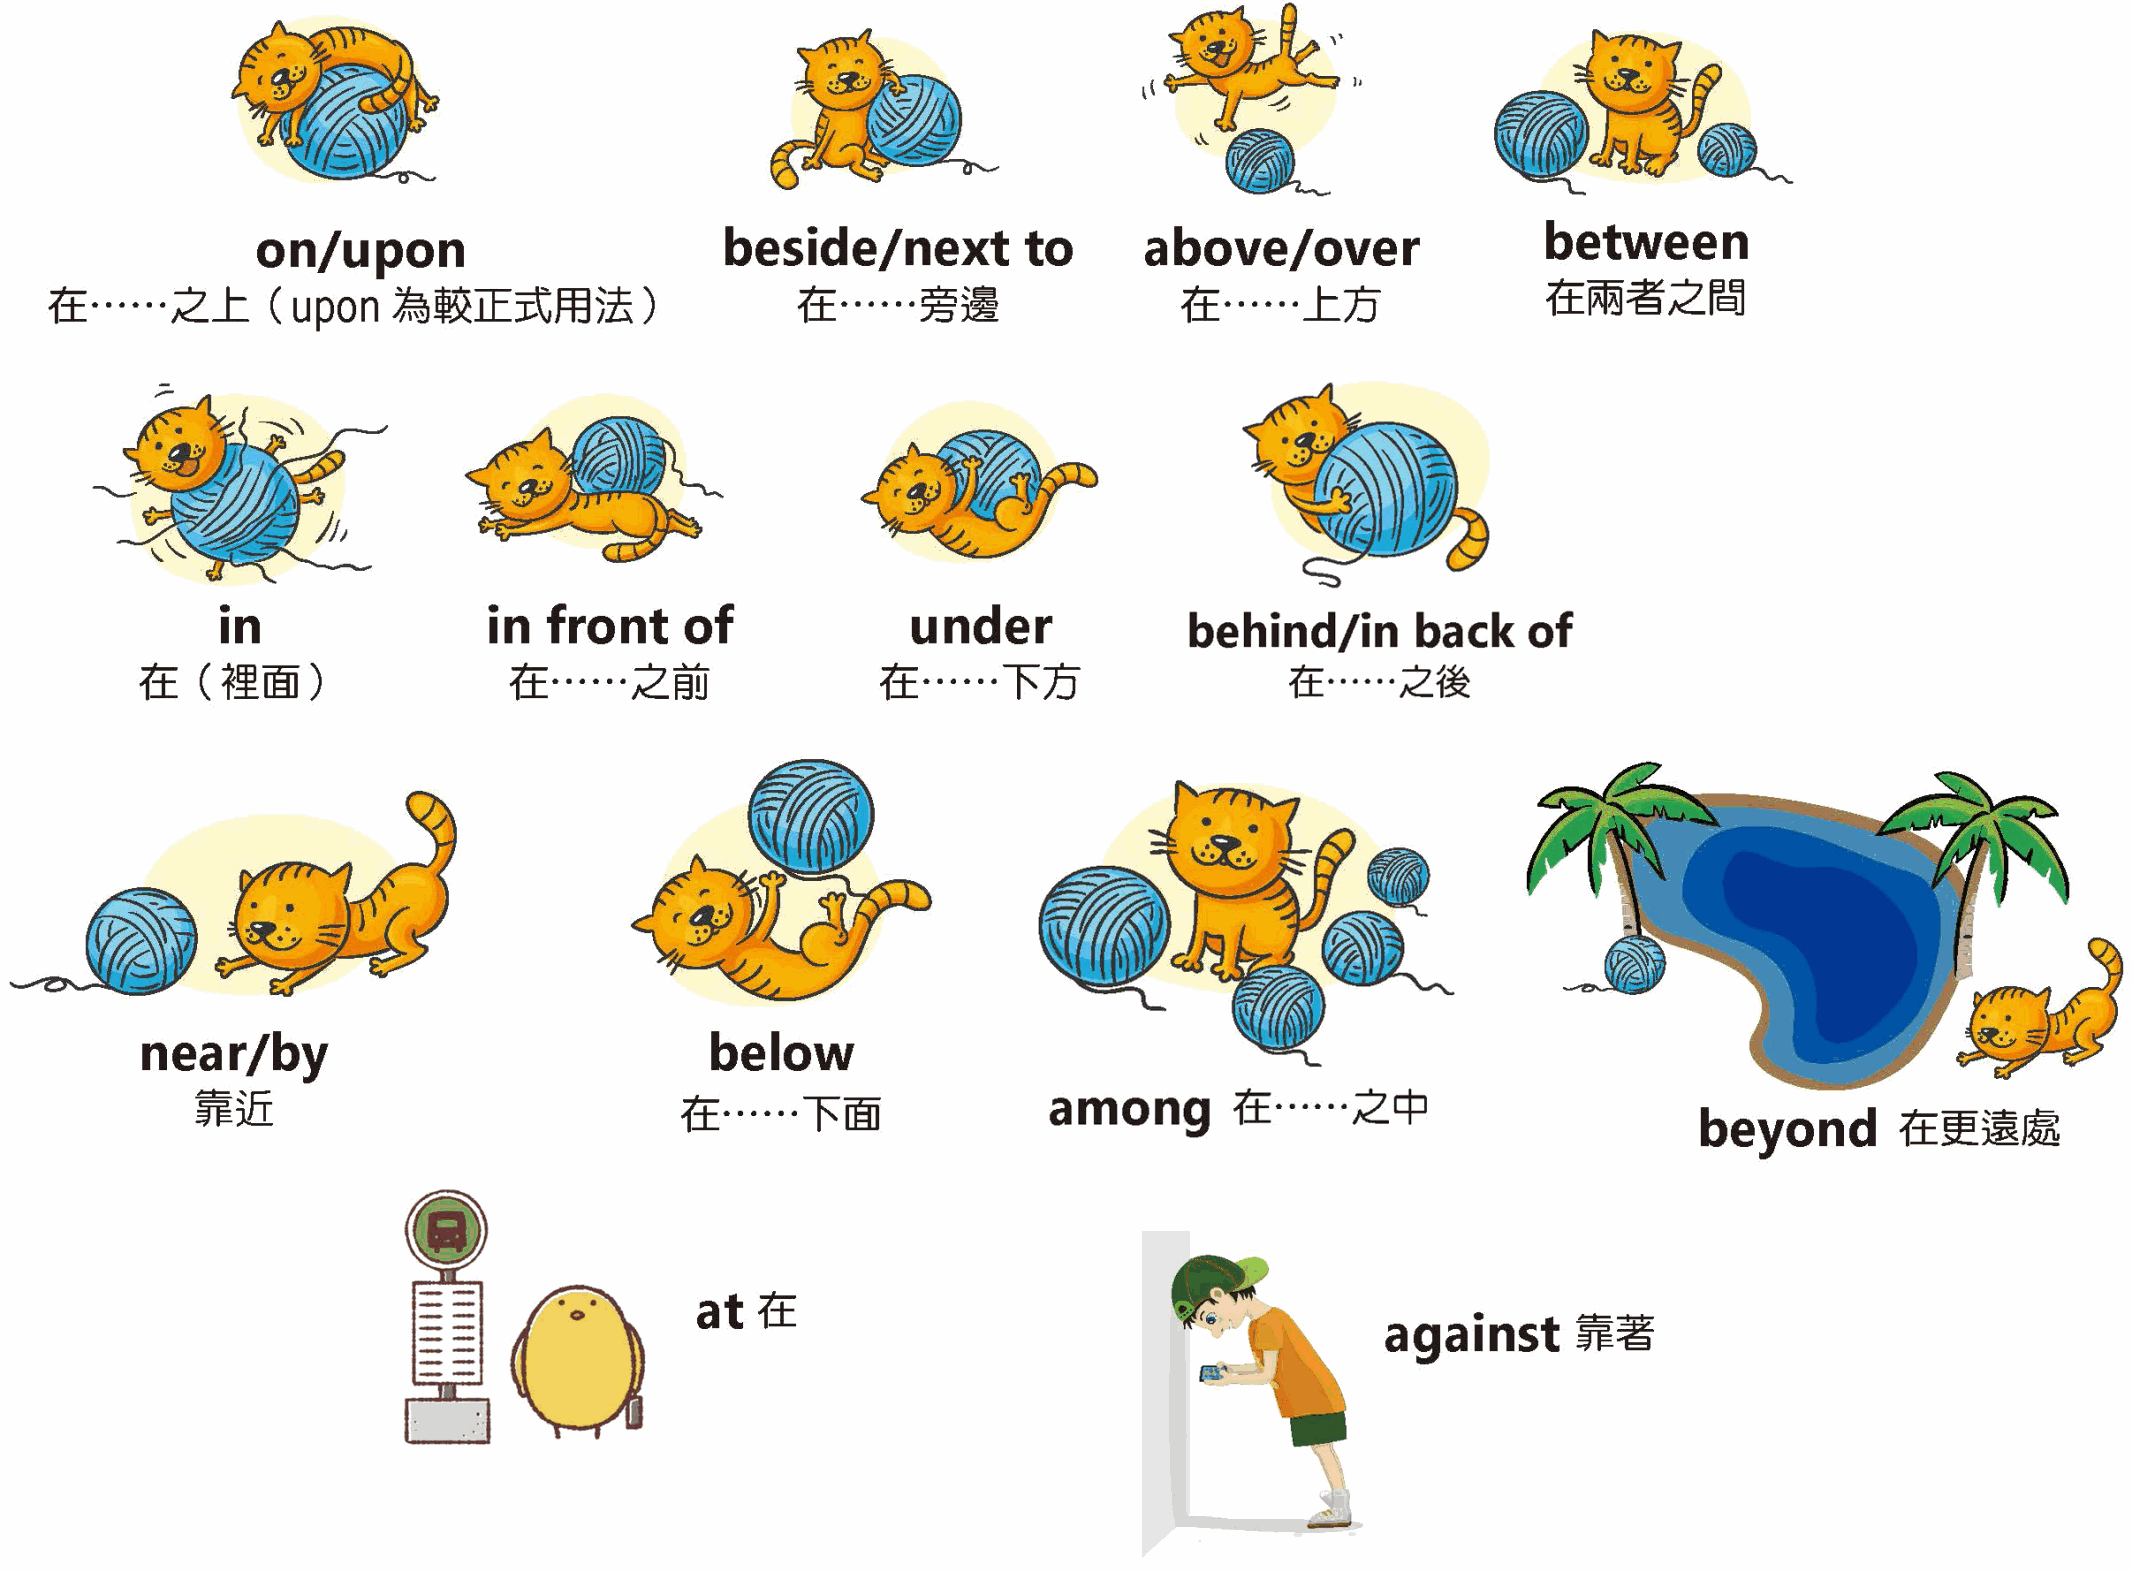 on/upon
在……之上（upon 為較正式用法）
beside/next to
在……旁邊
above/over
在……上方
between
在兩者之間
in
在（裡面）
in front of
在……之前
under
在……下方
behind/in back of
在……之後
near/by
靠近
below
在……下面
among 在……之中
beyond 在更遠處
at 在
against 靠著